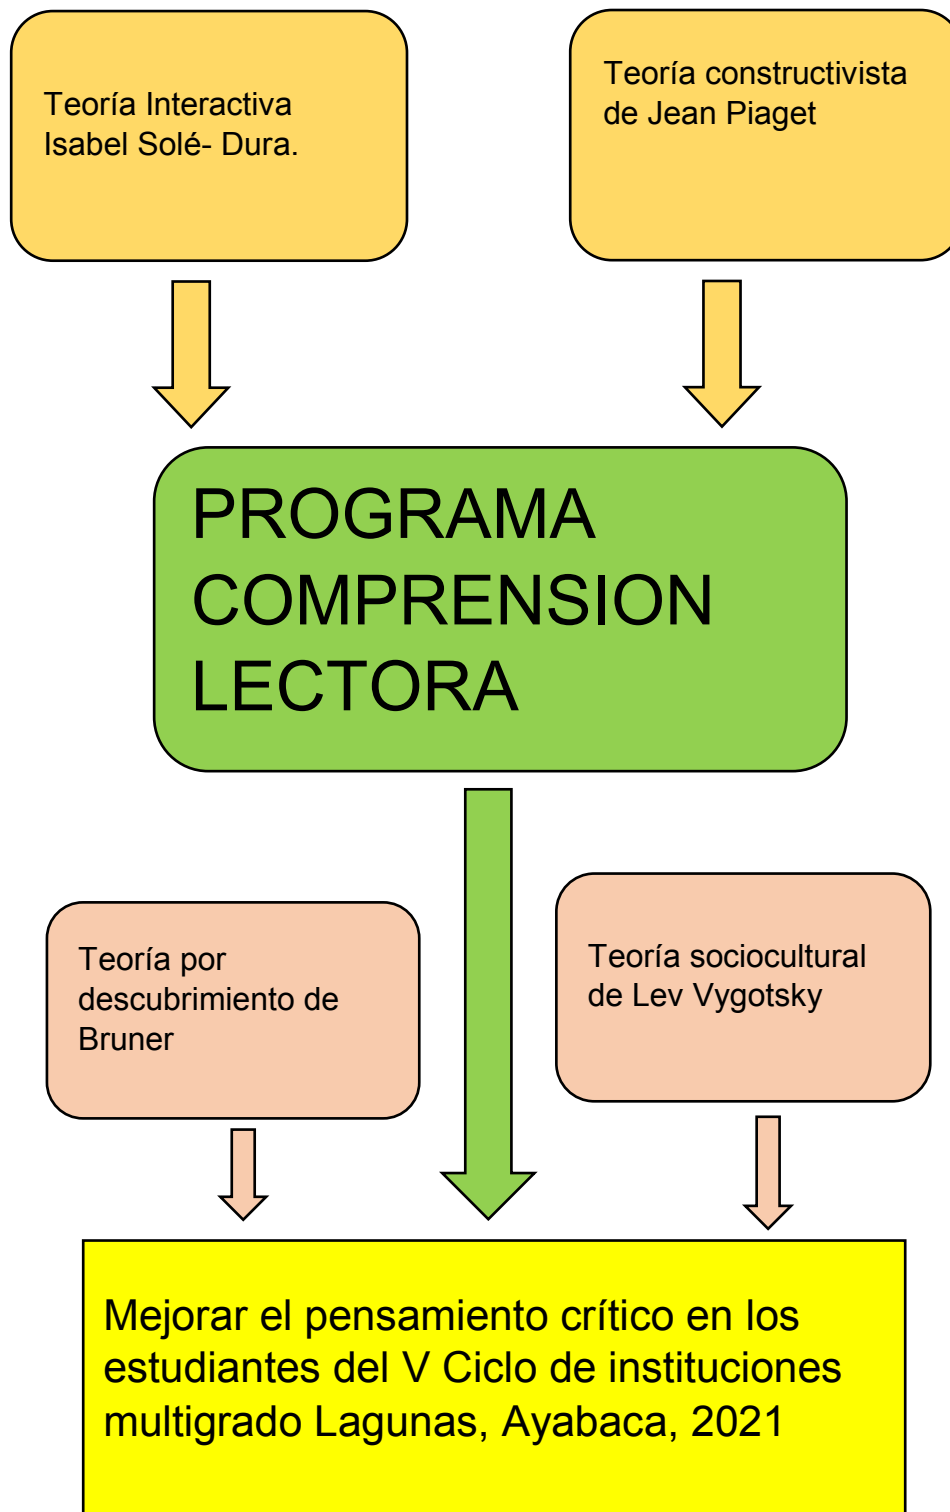 Teoría Interactiva
Isabel Solé- Dura.
Teoría constructivista
de Jean Piaget
PROGRAMA
COMPRENSION
LECTORA
Teoría por
descubrimiento de
Bruner
Teoría sociocultural
de Lev Vygotsky
Mejorar el pensamiento crítico en los
estudiantes del V Ciclo de instituciones
multigrado Lagunas, Ayabaca, 2021